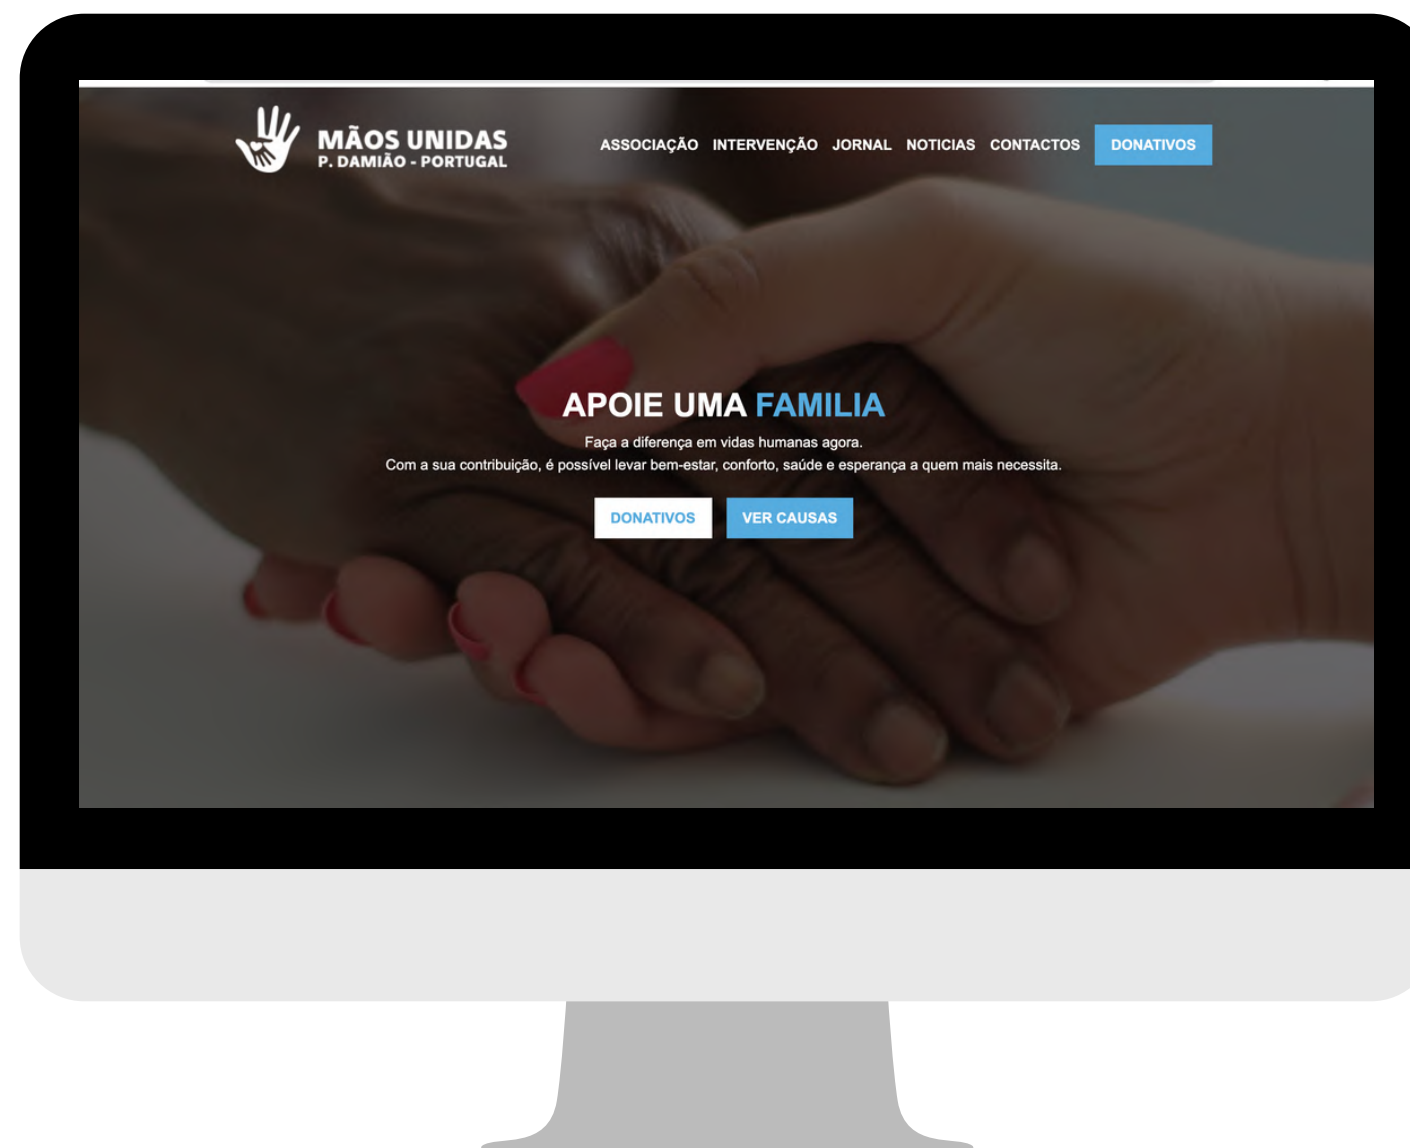 MÃOS UNIDAS
P. DAMIÃO - PORTUGAL
ASSOCIAÇÃO INTERVENÇÃO JORNAL NOTICIAS CONTACTOS DONATIVOS
APOIE UMA FAMILIA
Faça a diferença em vidas humanas agora.
Com a sua contribuição, é possível levar bem-estar, conforto, saúde e esperança a quem mais necessita.
DONATIVOS VER CAUSAS